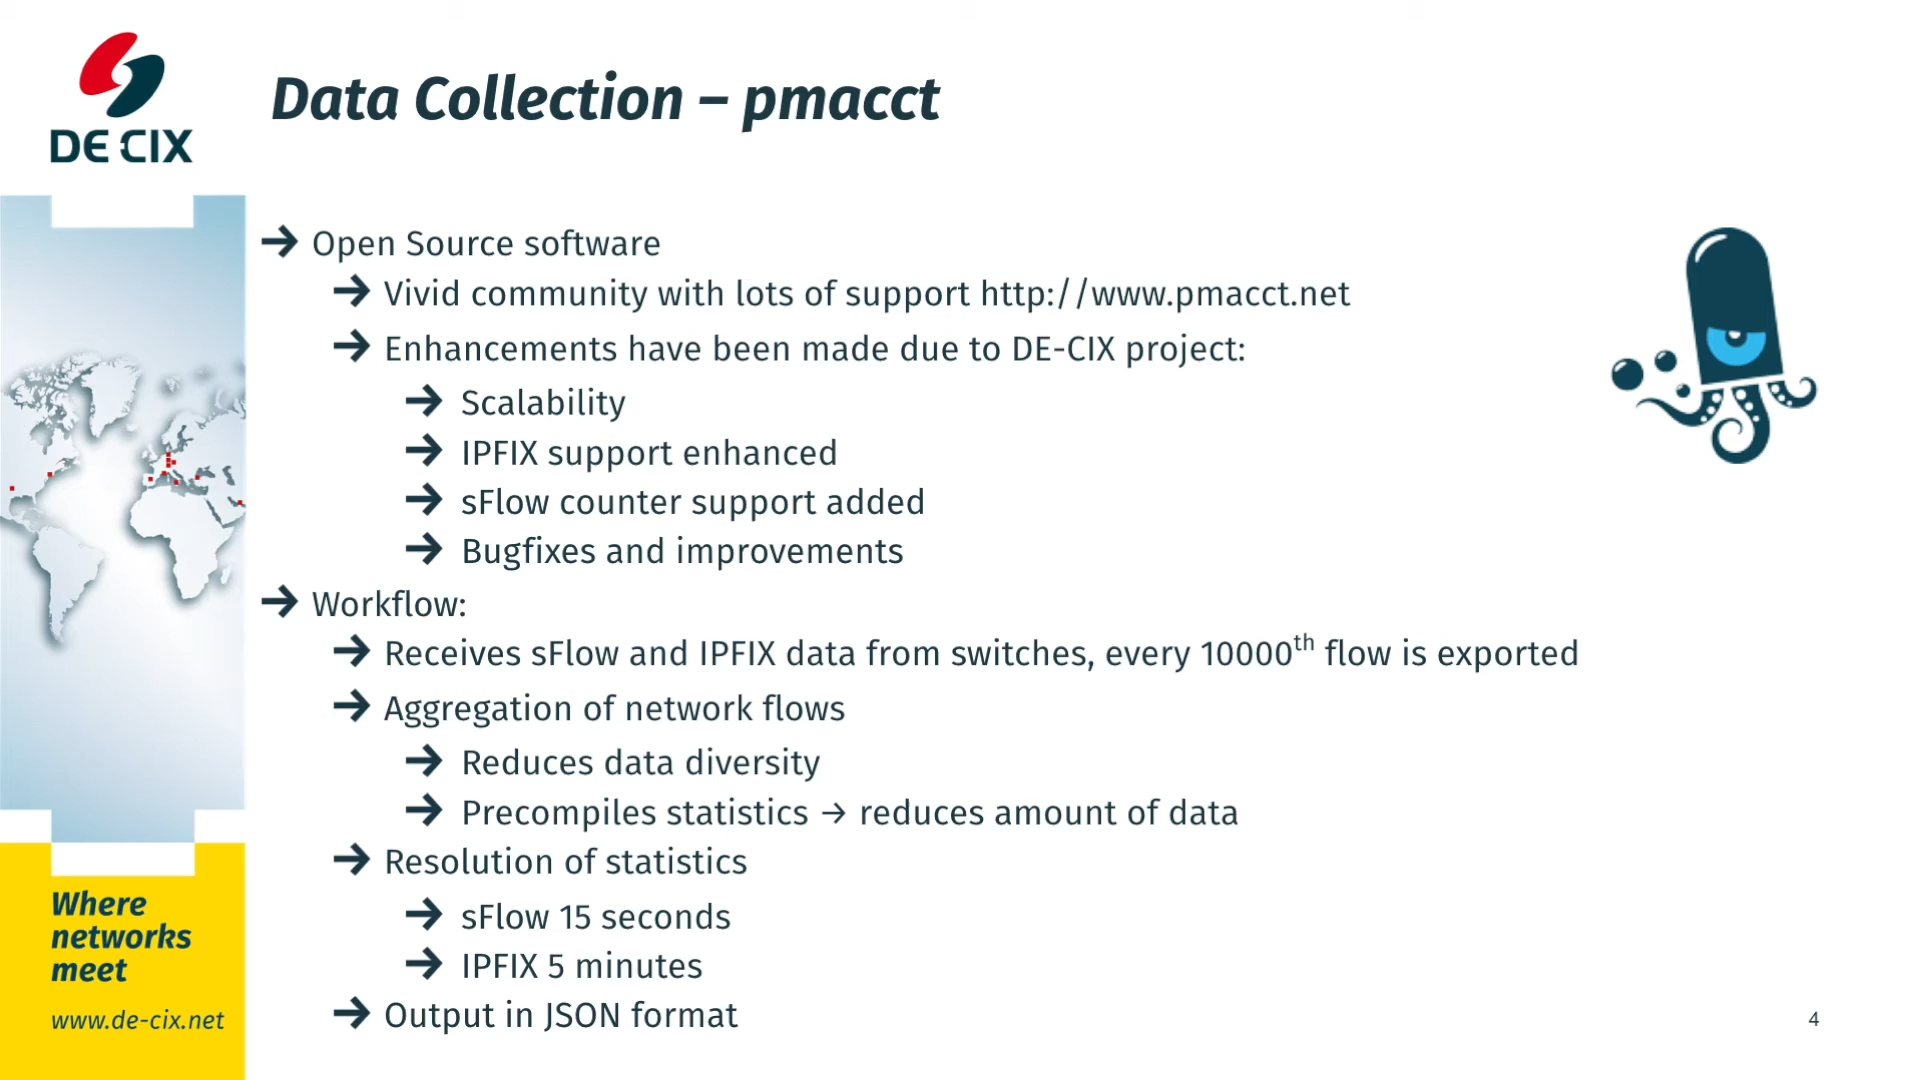 DE CIX
Data Collection – pmacct
→ Open Source software
→ Vivid community with lots of support http://www.pmacct.net
→ Enhancements have been made due to DE-CIX project:
→ Scalability
→ IPFIX support enhanced
→ sFlow counter support added
→ Bugfixes and improvements
→ Workflow:
→ Receives sFlow and IPFIX data from switches, every 10000th flow is exported
→ Aggregation of network flows
→ Reduces data diversity
→ Precompiles statistics → reduces amount of data
→ Resolution of statistics
→ sFlow 15 seconds
→ IPFIX 5 minutes
→ Output in JSON format
Where
networks
meet
www.de-cix.net
4